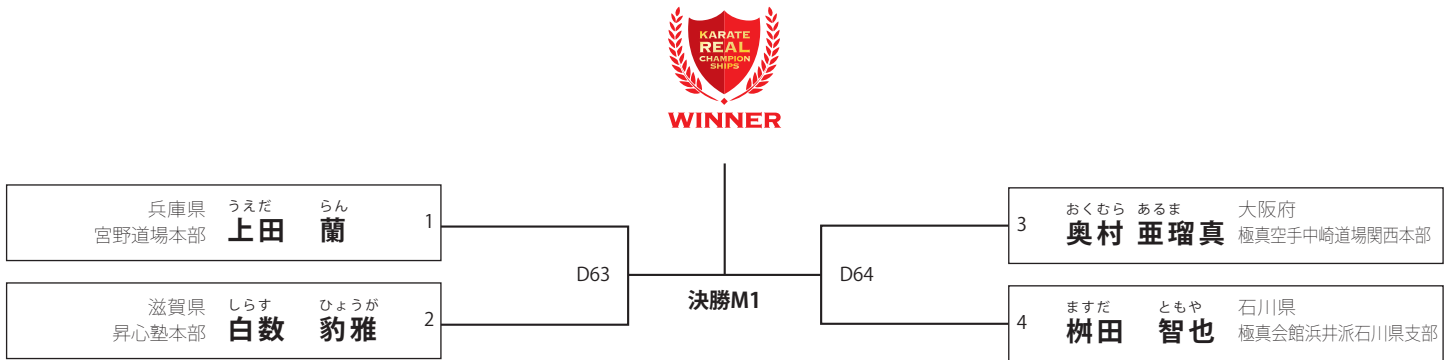 KARATE
REAL
CHAMPION
SHIPS
WINNER
兵庫県
宮野道場本部
うえだ らん
上田 蘭
1
滋賀県
昇心塾本部
しらす ひょうが
白数 豹雅
2
D63
決勝M1
D64
3
おくむら あるま
奥村 亜瑠真
大阪府
極真空手中崎道場関西本部
4
ますだ ともや
桝田 智也
石川県
極真会館浜井派石川県支部